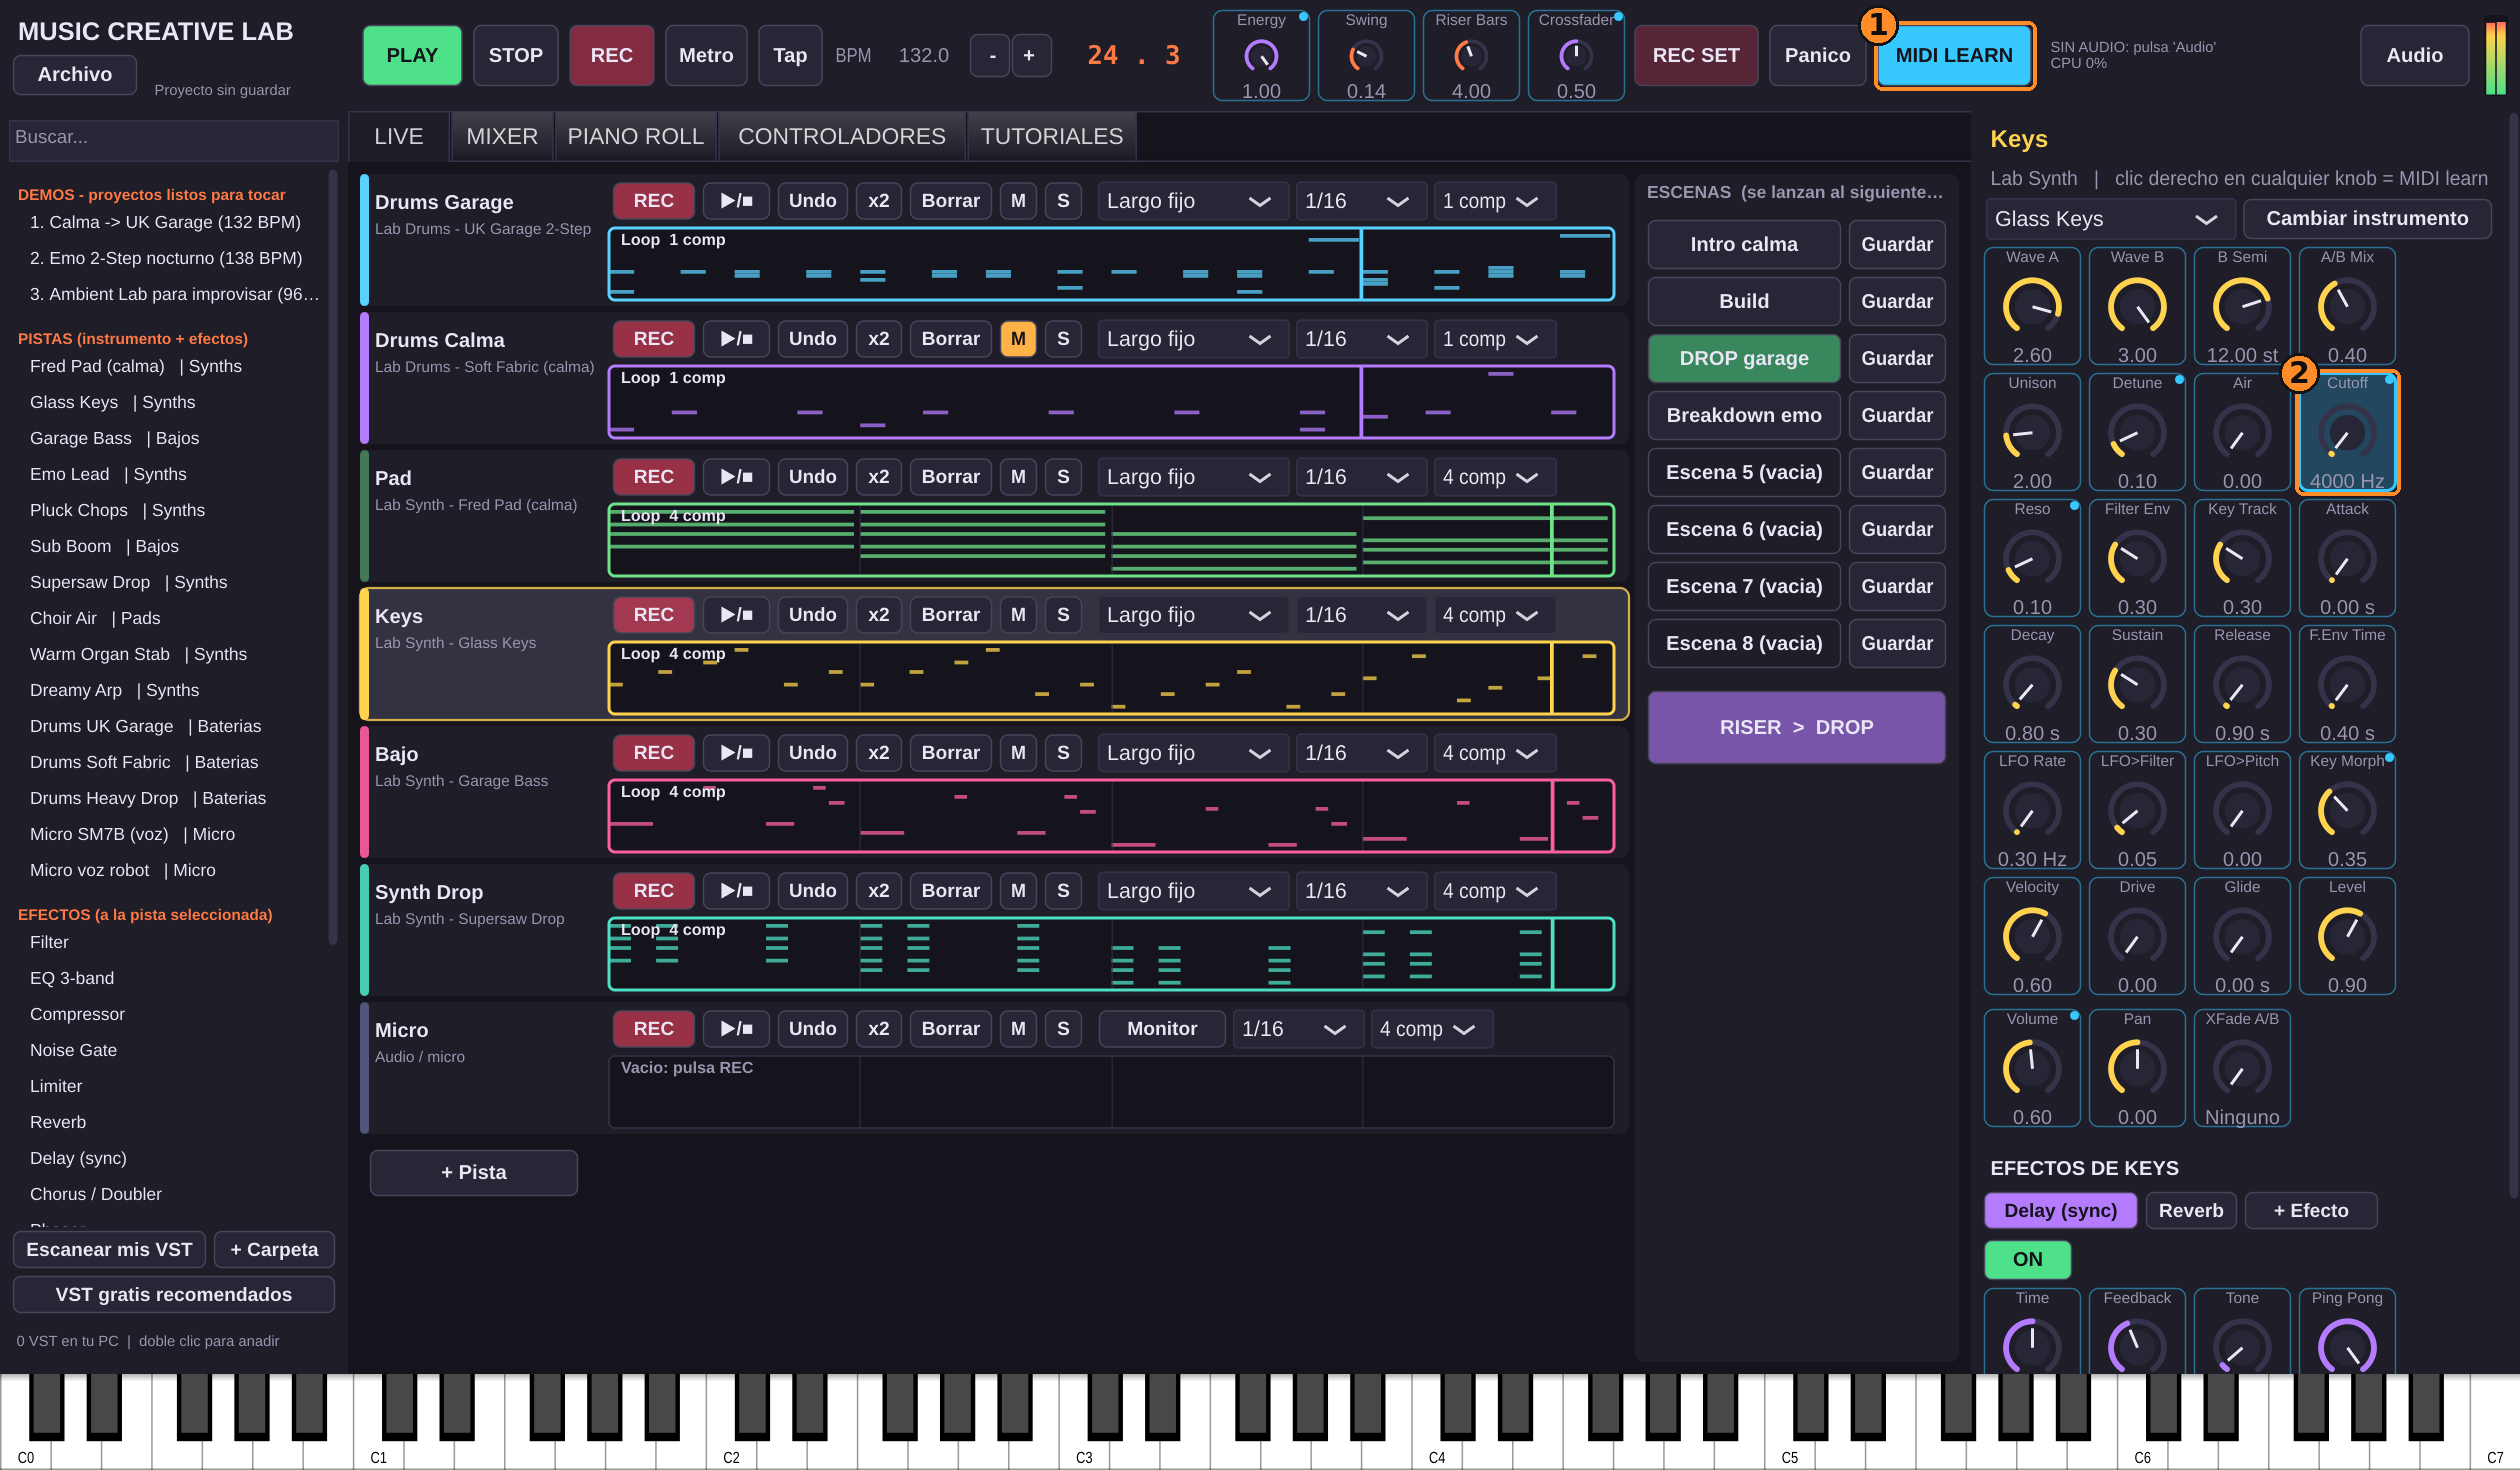 MUSIC CREATIVE LAB
Archivo
Proyecto sin guardar
PLAY
STOP
REC
Metro
Tap
BPM
132.0
-
+
24 . 3
Energy
1.00
Swing
0.14
Riser Bars
4.00
Crossfader
0.50
REC SET
Panico
1
MIDI LEARN
SIN AUDIO: pulsa 'Audio'
CPU 0%
Audio
Buscar...
DEMOS - proyectos listos para tocar
1. Calma -> UK Garage (132 BPM)
2. Emo 2-Step nocturno (138 BPM)
3. Ambient Lab para improvisar (96...
PISTAS (instrumento + efectos)
Fred Pad (calma) | Synths
Glass Keys | Synths
Garage Bass | Bajos
Emo Lead | Synths
Pluck Chops | Synths
Sub Boom | Bajos
Supersaw Drop | Synths
Choir Air | Pads
Warm Organ Stab | Synths
Dreamy Arp | Synths
Drums UK Garage | Baterias
Drums Soft Fabric | Baterias
Drums Heavy Drop | Baterias
Micro SM7B (voz) | Micro
Micro voz robot | Micro
EFECTOS (a la pista seleccionada)
Filter
EQ 3-band
Compressor
Noise Gate
Limiter
Reverb
Delay (sync)
Chorus / Doubler
Escanear mis VST
+ Carpeta
VST gratis recomendados
0 VST en tu PC | doble clic para anadir
LIVE
MIXER
PIANO ROLL
CONTROLADORES
TUTORIALES
Drums Garage
Lab Drums - UK Garage 2-Step
REC ▶/■ Undo x2 Borrar M S Largo fijo 1/16 1 comp
Loop 1 comp
Drums Calma
Lab Drums - Soft Fabric (calma)
REC ▶/■ Undo x2 Borrar M S Largo fijo 1/16 1 comp
Loop 1 comp
Pad
Lab Synth - Fred Pad (calma)
REC ▶/■ Undo x2 Borrar M S Largo fijo 1/16 4 comp
Loop 4 comp
Keys
Lab Synth - Glass Keys
REC ▶/■ Undo x2 Borrar M S Largo fijo 1/16 4 comp
Loop 4 comp
Bajo
Lab Synth - Garage Bass
REC ▶/■ Undo x2 Borrar M S Largo fijo 1/16 4 comp
Loop 4 comp
Synth Drop
Lab Synth - Supersaw Drop
REC ▶/■ Undo x2 Borrar M S Largo fijo 1/16 4 comp
Loop 4 comp
Micro
Audio / micro
REC ▶/■ Undo x2 Borrar M S Monitor 1/16 4 comp
Vacio: pulsa REC
+ Pista
ESCENAS (se lanzan al siguiente...
Intro calma Guardar
Build Guardar
DROP garage Guardar
Breakdown emo Guardar
Escena 5 (vacia) Guardar
Escena 6 (vacia) Guardar
Escena 7 (vacia) Guardar
Escena 8 (vacia) Guardar
RISER > DROP
Keys
Lab Synth | clic derecho en cualquier knob = MIDI learn
Glass Keys
Cambiar instrumento
Wave A Wave B B Semi A/B Mix
2.60 3.00 12.00 st 0.40
2
Unison Detune Air Cutoff
2.00 0.10 0.00 4000 Hz
Reso Filter Env Key Track Attack
0.10 0.30 0.30 0.00 s
Decay Sustain Release F.Env Time
0.80 s 0.30 0.90 s 0.40 s
LFO Rate LFO>Filter LFO>Pitch Key Morph
0.30 Hz 0.05 0.00 0.35
Velocity Drive Glide Level
0.60 0.00 0.00 s 0.90
Volume Pan XFade A/B
0.60 0.00 Ninguno
EFECTOS DE KEYS
Delay (sync) Reverb + Efecto
ON
Time Feedback Tone Ping Pong
C0 C1 C2 C3 C4 C5 C6 C7